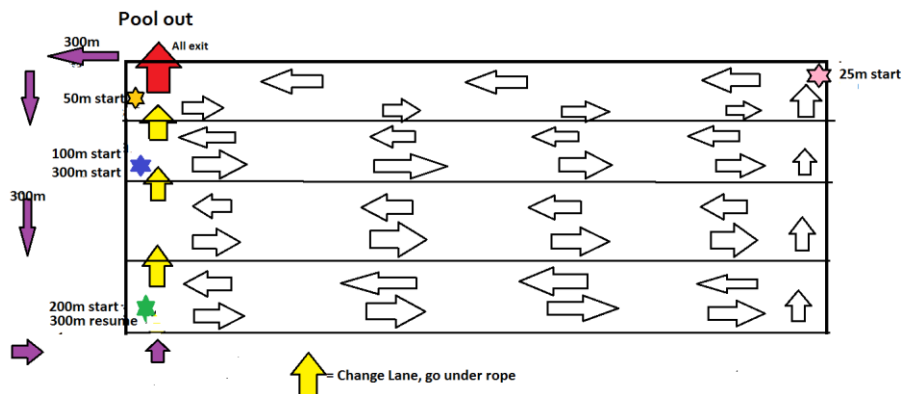 Pool out
300m
All exit
25m start
50m start
100m start
300m start
300m
200m start
300m resume
= Change Lane, go under rope